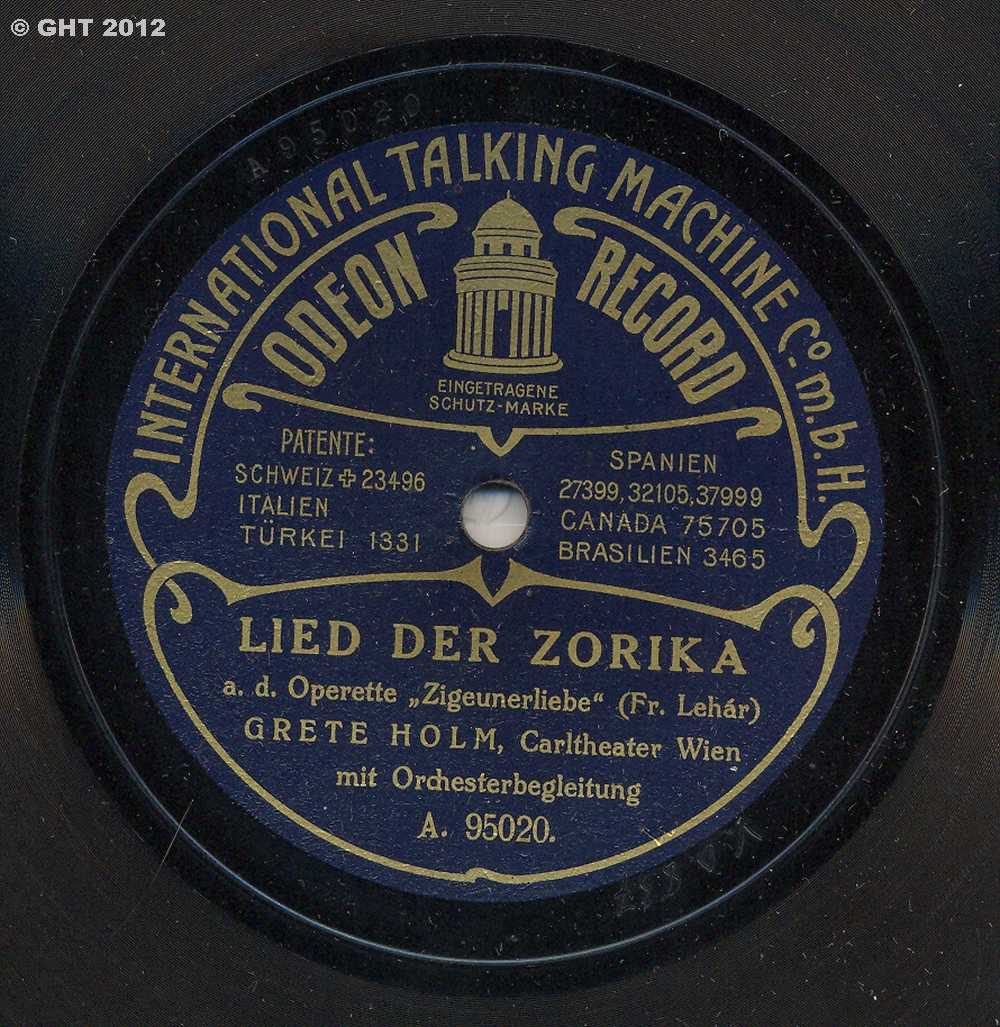 © GHT 2012
A95020
INTERNATIONAL TALKING MACHINE Co. m. b. H.
ODEON RECORD
EINGETRAGENE
SCHUTZ-MARKE
PATENTE:
SCHWEIZ ✚ 23496
ITALIEN
TÜRKEI 1331
SPANIEN
27399, 32105, 37999
CANADA 75705
BRASILIEN 3465
LIED DER ZORIKA
a. d. Operette „Zigeunerliebe“ (Fr. Lehár)
GRETE HOLM, Carltheater Wien
mit Orchesterbegleitung
A. 95020.